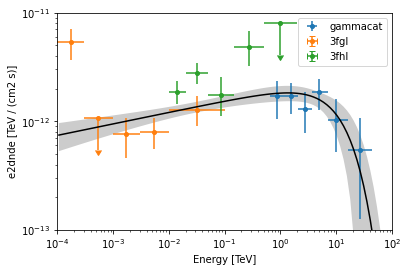 10⁻¹¹
gammacat
3fgl
3fhl
e2dnde [TeV / (cm2 s)]
10⁻¹²
10⁻¹³
10⁻⁴ 10⁻³ 10⁻² 10⁻¹ 10⁰ 10¹ 10²
Energy [TeV]